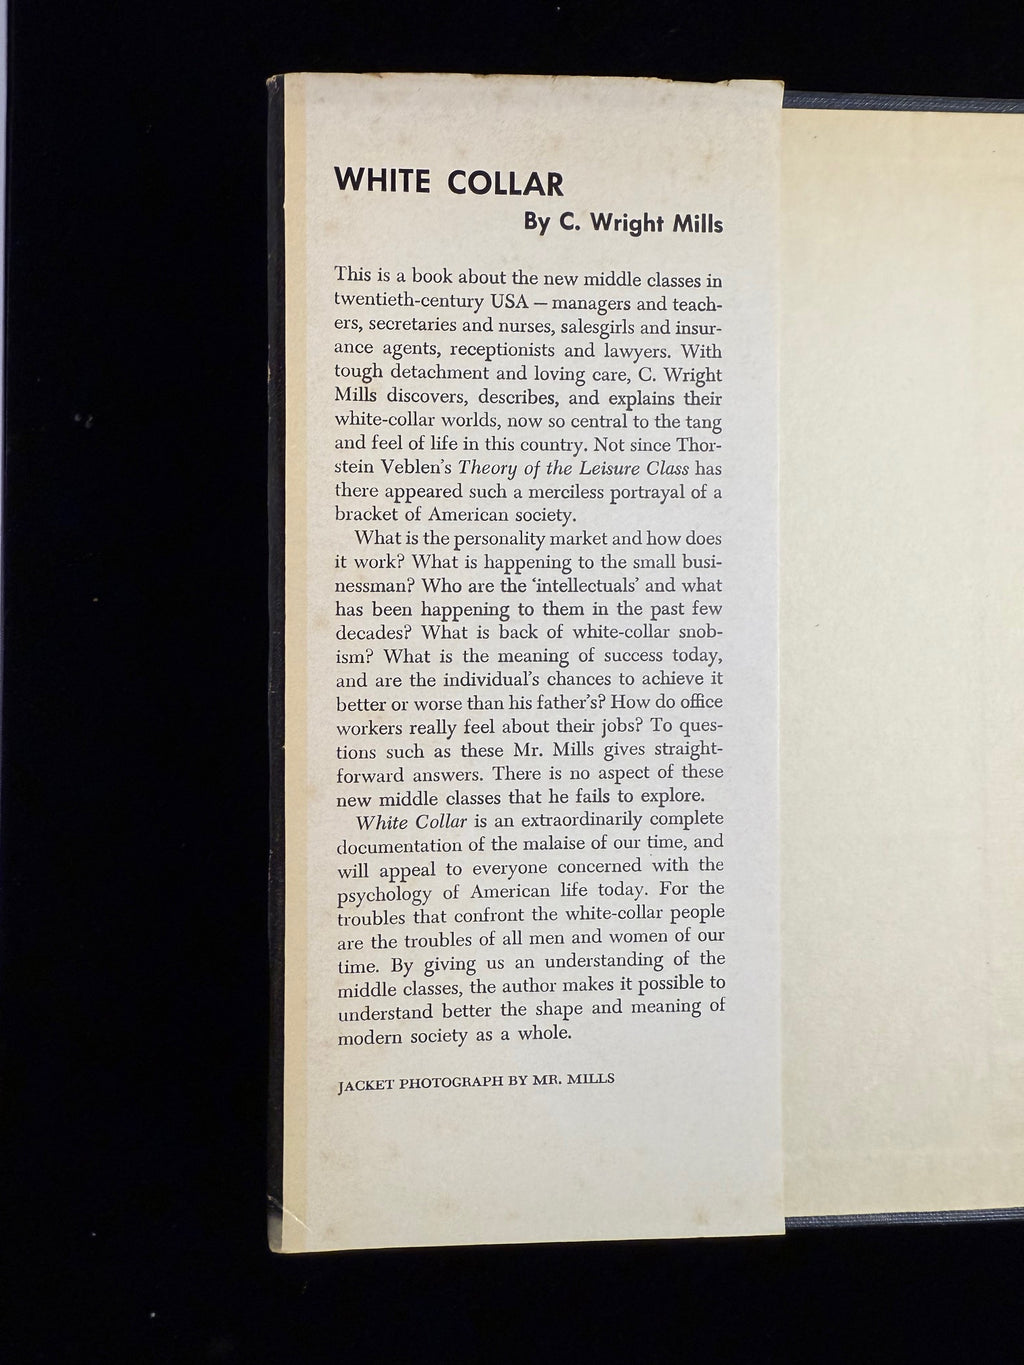 WHITE COLLAR
By C. Wright Mills
This is a book about the new middle classes in
twentieth-century USA — managers and teach-
ers, secretaries and nurses, salesgirls and insur-
ance agents, receptionists and lawyers. With
tough detachment and loving care, C. Wright
Mills discovers, describes, and explains their
white-collar worlds, now so central to the tang
and feel of life in this country. Not since Thor-
stein Veblen's Theory of the Leisure Class has
there appeared such a merciless portrayal of a
bracket of American society.
What is the personality market and how does
it work? What is happening to the small busi-
nessman? Who are the 'intellectuals' and what
has been happening to them in the past few
decades? What is back of white-collar snob-
ism? What is the meaning of success today,
and are the individual's chances to achieve it
better or worse than his father's? How do office
workers really feel about their jobs? To ques-
tions such as these Mr. Mills gives straight-
forward answers. There is no aspect of these
new middle classes that he fails to explore.
White Collar is an extraordinarily complete
documentation of the malaise of our time, and
will appeal to everyone concerned with the
psychology of American life today. For the
troubles that confront the white-collar people
are the troubles of all men and women of our
time. By giving us an understanding of the
middle classes, the author makes it possible to
understand better the shape and meaning of
modern society as a whole.
JACKET PHOTOGRAPH BY MR. MILLS